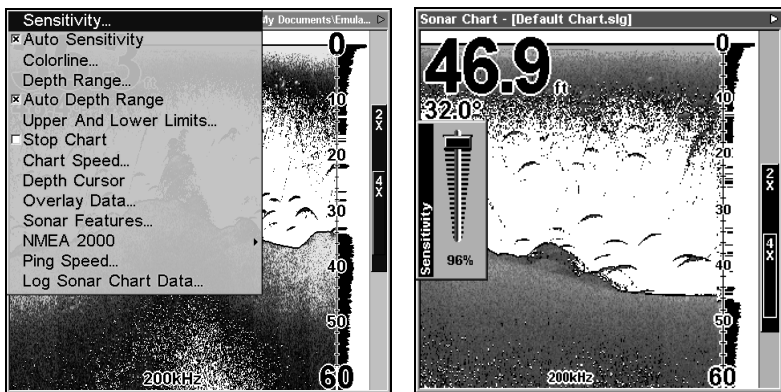 Sensitivity...
My Documents\Emula...
Auto Sensitivity
Colorline...
Depth Range...
Auto Depth Range
Upper And Lower Limits...
Stop Chart
Chart Speed...
Depth Cursor
Overlay Data...
Sonar Features...
NMEA 2000
Ping Speed...
Log Sonar Chart Data...
0
10
20
30
40
50
60
2X
4X
200kHz
Sonar Chart - [Default Chart.slg]
46.9 ft
32.0°
Sensitivity
96%
0
10
20
30
40
50
60
2X
4X
200kHz